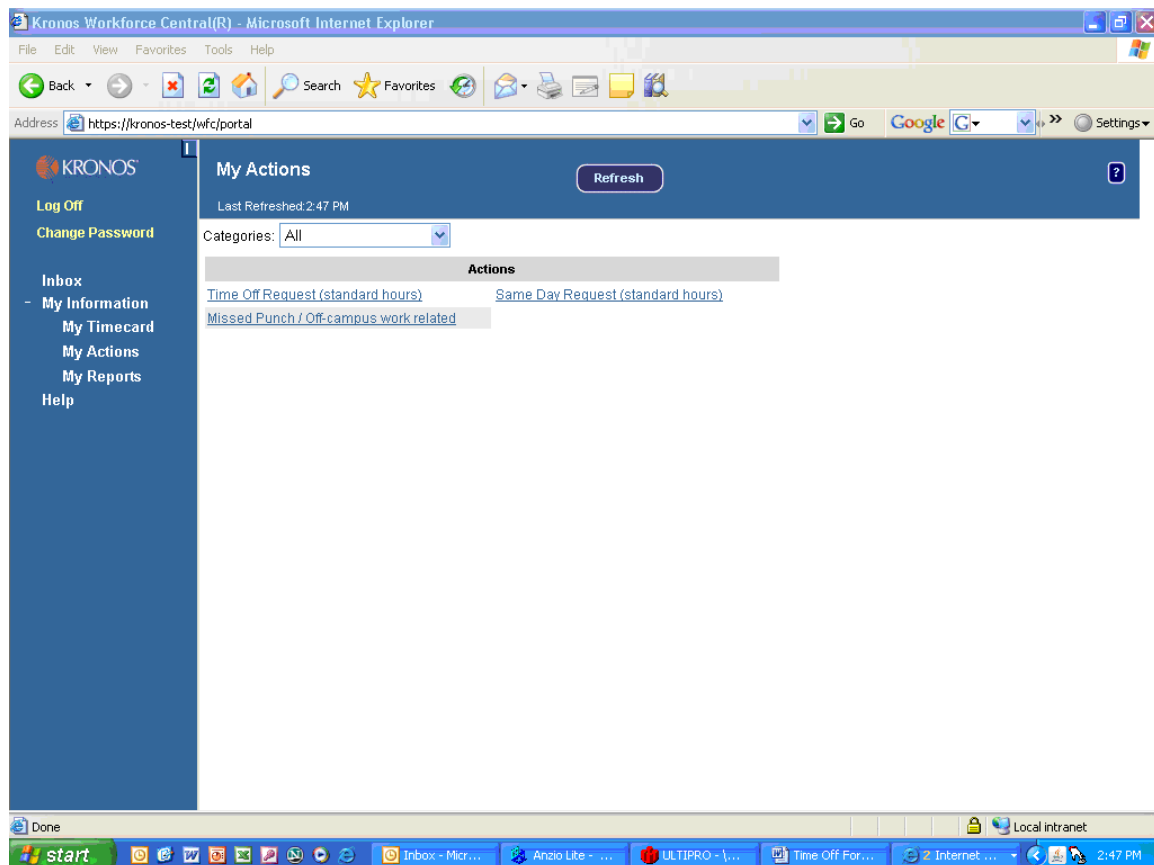 Kronos Workforce Central(R) - Microsoft Internet Explorer
File Edit View Favorites Tools Help
Back Search Favorites
Address https://kronos-test/wfc/portal Go Google G Settings
KRONOS
My Actions Refresh ?
Log Off Last Refreshed:2:47 PM
Change Password Categories: All
Actions
Inbox
Time Off Request (standard hours) Same Day Request (standard hours)
- My Information
Missed Punch / Off-campus work related
My Timecard
My Actions
My Reports
Help
Done Local intranet
start Inbox - Micr... Anzio Lite - ... ULTIPRO - \... Time Off For... 2 Internet ... 2:47 PM